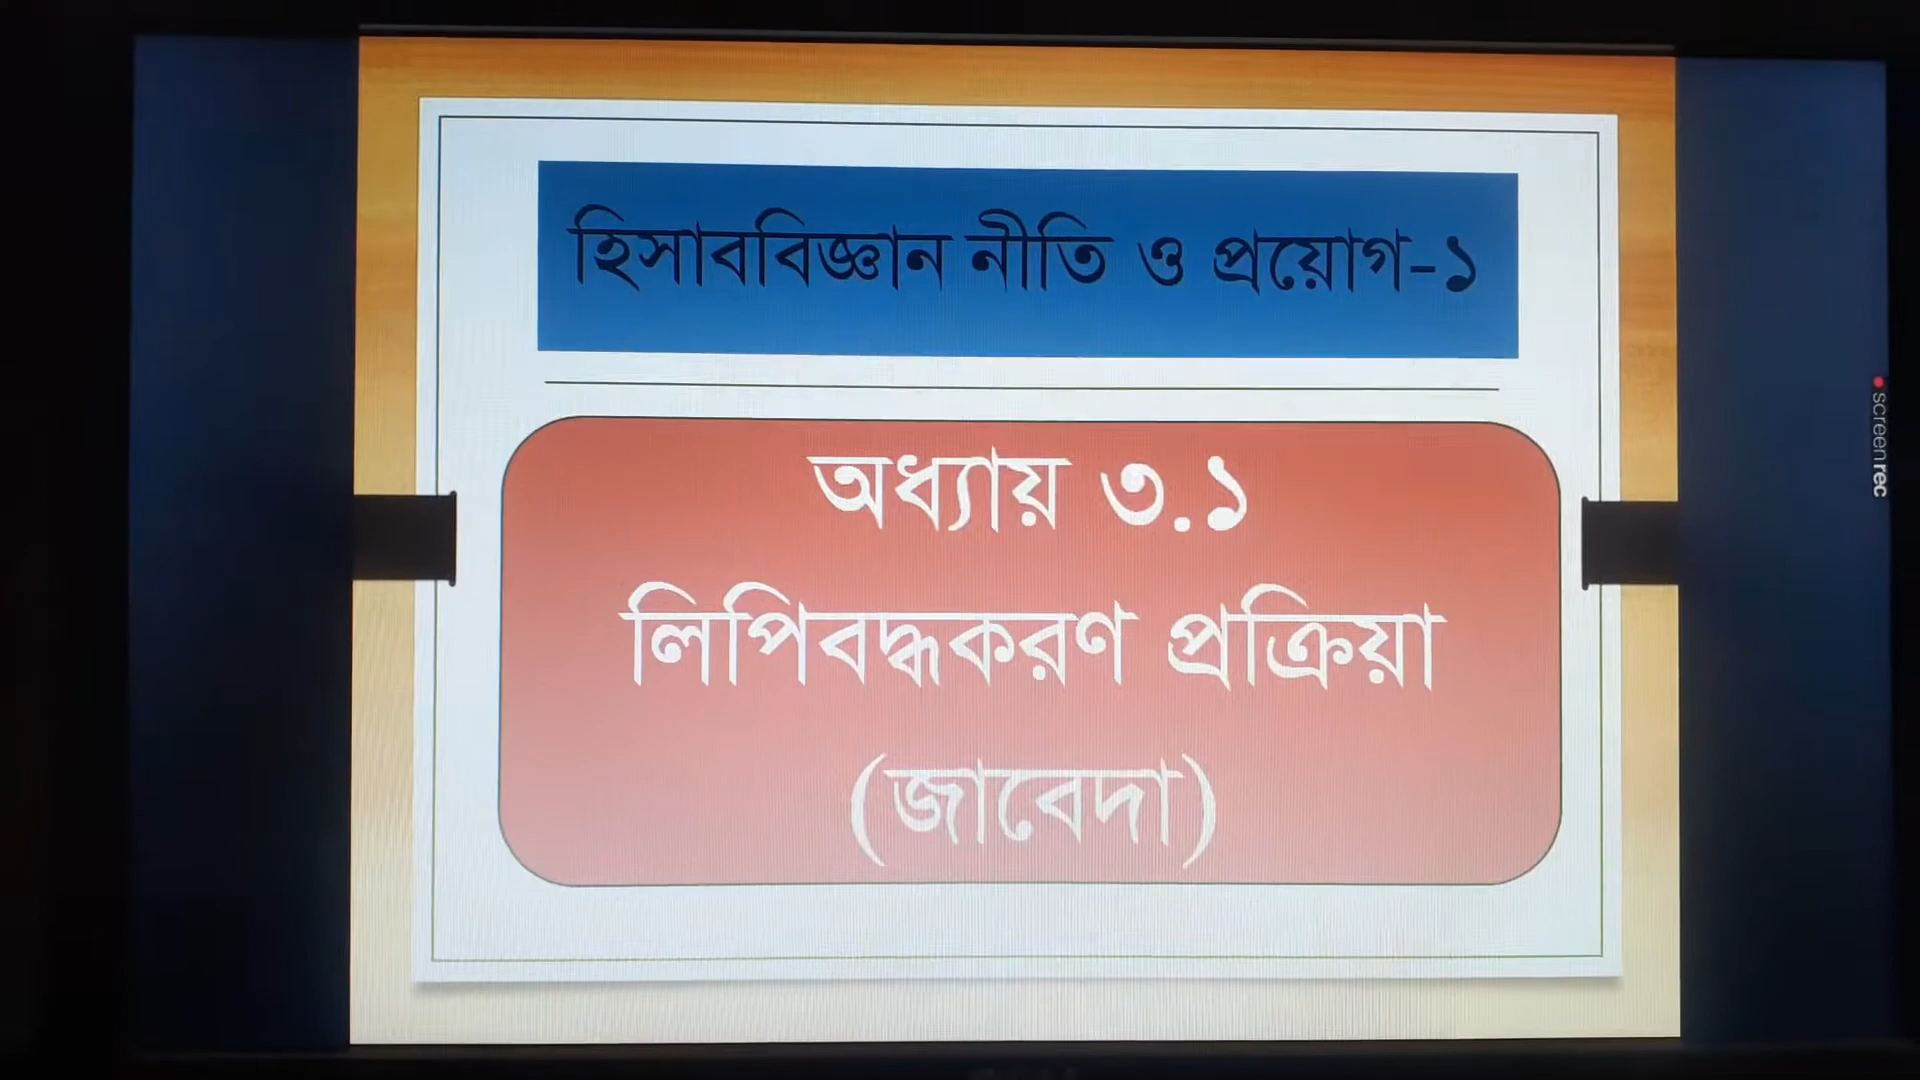 হিসাববিজ্ঞান নীতি ও প্রয়োগ-১
অধ্যায় ৩.১
লিপিবদ্ধকরণ প্রক্রিয়া
(জাবেদা)
screenrec